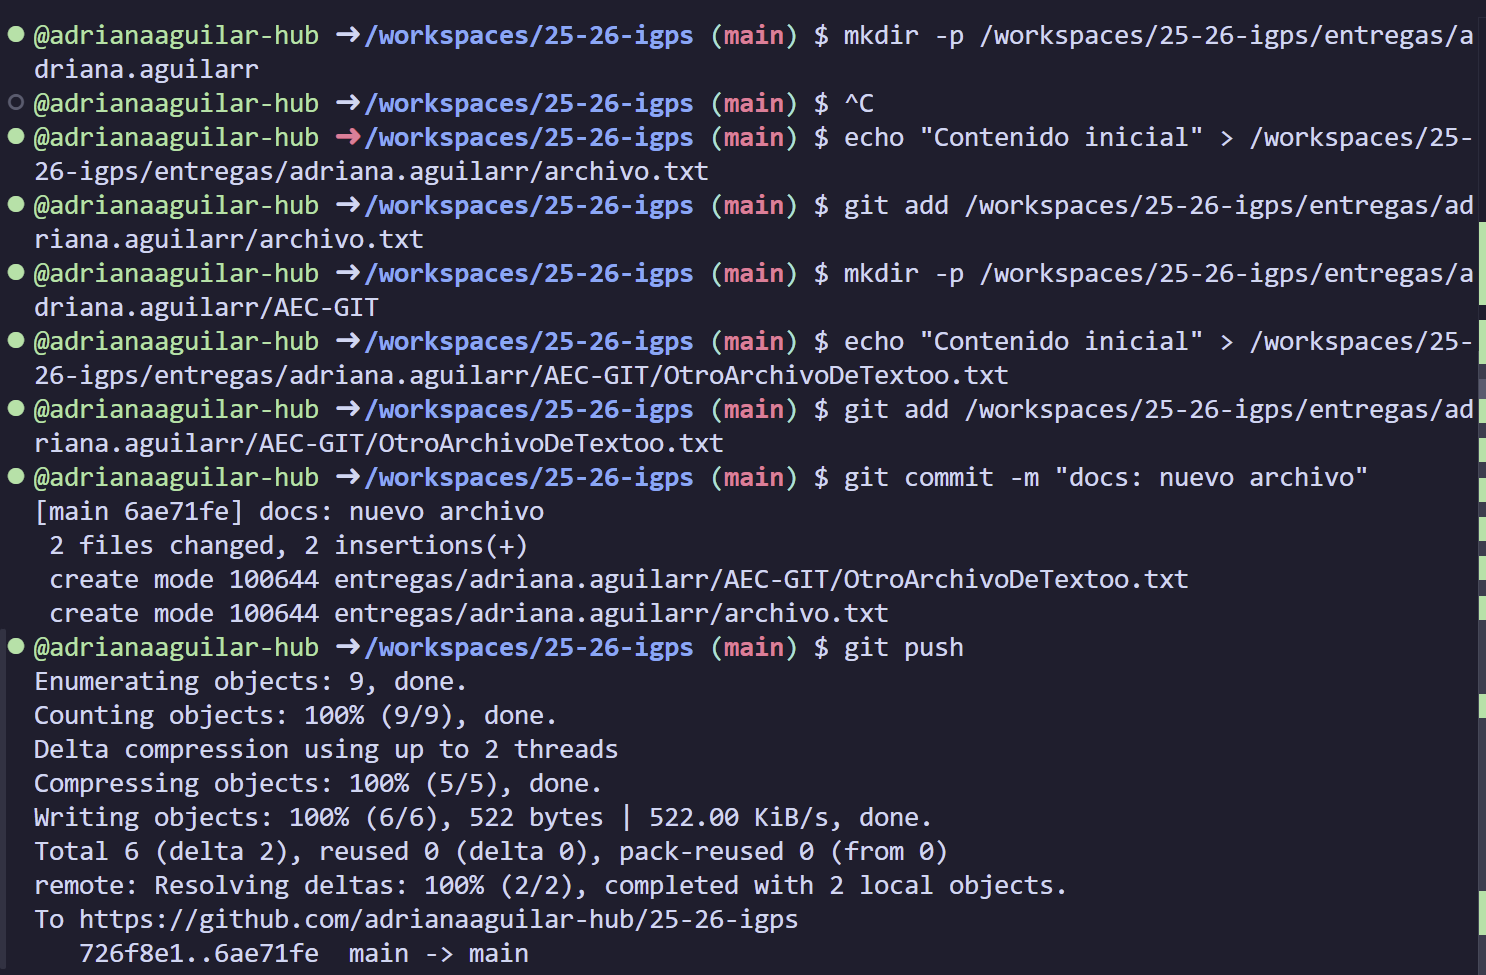 @adrianaaguilar-hub ➜/workspaces/25-26-igps (main) $ mkdir -p /workspaces/25-26-igps/entregas/a
driana.aguilarr
@adrianaaguilar-hub ➜/workspaces/25-26-igps (main) $ ^C
@adrianaaguilar-hub ➜/workspaces/25-26-igps (main) $ echo "Contenido inicial" > /workspaces/25-
26-igps/entregas/adriana.aguilarr/archivo.txt
@adrianaaguilar-hub ➜/workspaces/25-26-igps (main) $ git add /workspaces/25-26-igps/entregas/ad
riana.aguilarr/archivo.txt
@adrianaaguilar-hub ➜/workspaces/25-26-igps (main) $ mkdir -p /workspaces/25-26-igps/entregas/a
driana.aguilarr/AEC-GIT
@adrianaaguilar-hub ➜/workspaces/25-26-igps (main) $ echo "Contenido inicial" > /workspaces/25-
26-igps/entregas/adriana.aguilarr/AEC-GIT/OtroArchivoDeTextoo.txt
@adrianaaguilar-hub ➜/workspaces/25-26-igps (main) $ git add /workspaces/25-26-igps/entregas/ad
riana.aguilarr/AEC-GIT/OtroArchivoDeTextoo.txt
@adrianaaguilar-hub ➜/workspaces/25-26-igps (main) $ git commit -m "docs: nuevo archivo"
[main 6ae71fe] docs: nuevo archivo
 2 files changed, 2 insertions(+)
 create mode 100644 entregas/adriana.aguilarr/AEC-GIT/OtroArchivoDeTextoo.txt
 create mode 100644 entregas/adriana.aguilarr/archivo.txt
@adrianaaguilar-hub ➜/workspaces/25-26-igps (main) $ git push
Enumerating objects: 9, done.
Counting objects: 100% (9/9), done.
Delta compression using up to 2 threads
Compressing objects: 100% (5/5), done.
Writing objects: 100% (6/6), 522 bytes | 522.00 KiB/s, done.
Total 6 (delta 2), reused 0 (delta 0), pack-reused 0 (from 0)
remote: Resolving deltas: 100% (2/2), completed with 2 local objects.
To https://github.com/adrianaaguilar-hub/25-26-igps
   726f8e1..6ae71fe  main -> main